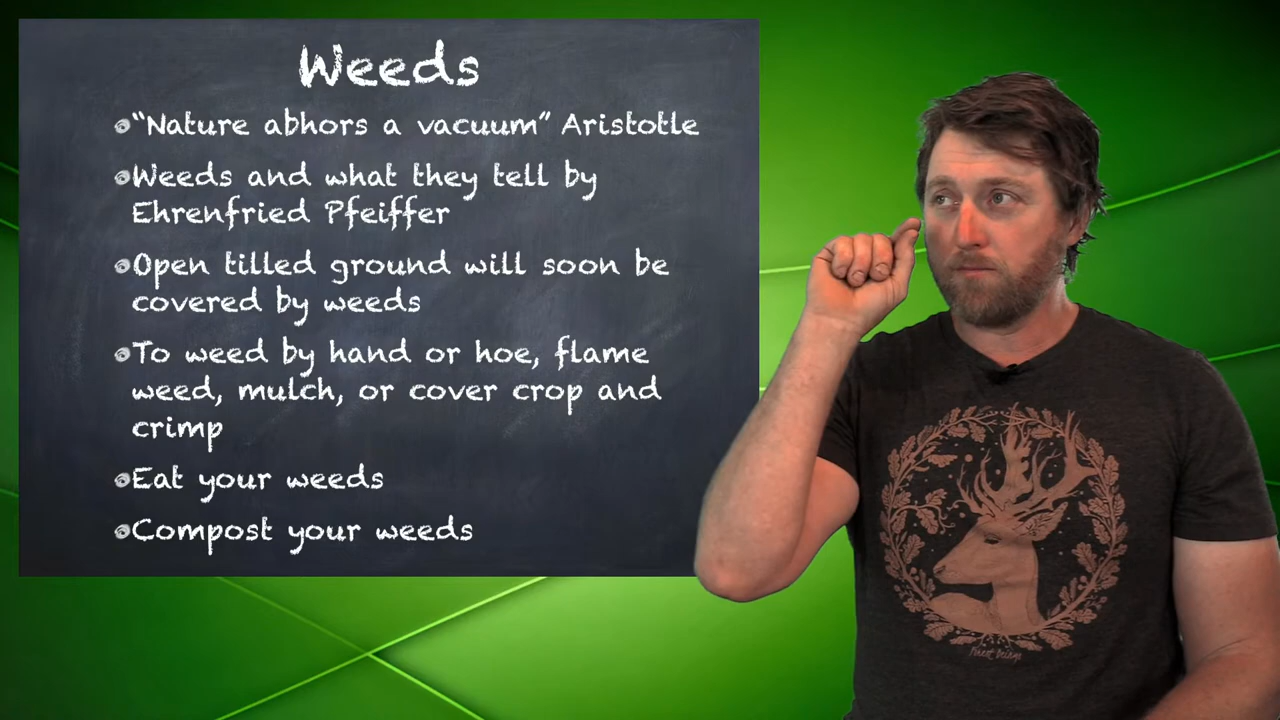 Weeds
"Nature abhors a vacuum" Aristotle
Weeds and what they tell by
Ehrenfried Pfeiffer
Open tilled ground will soon be
covered by weeds
To weed by hand or hoe, flame
weed, mulch, or cover crop and
crimp
Eat your weeds
Compost your weeds